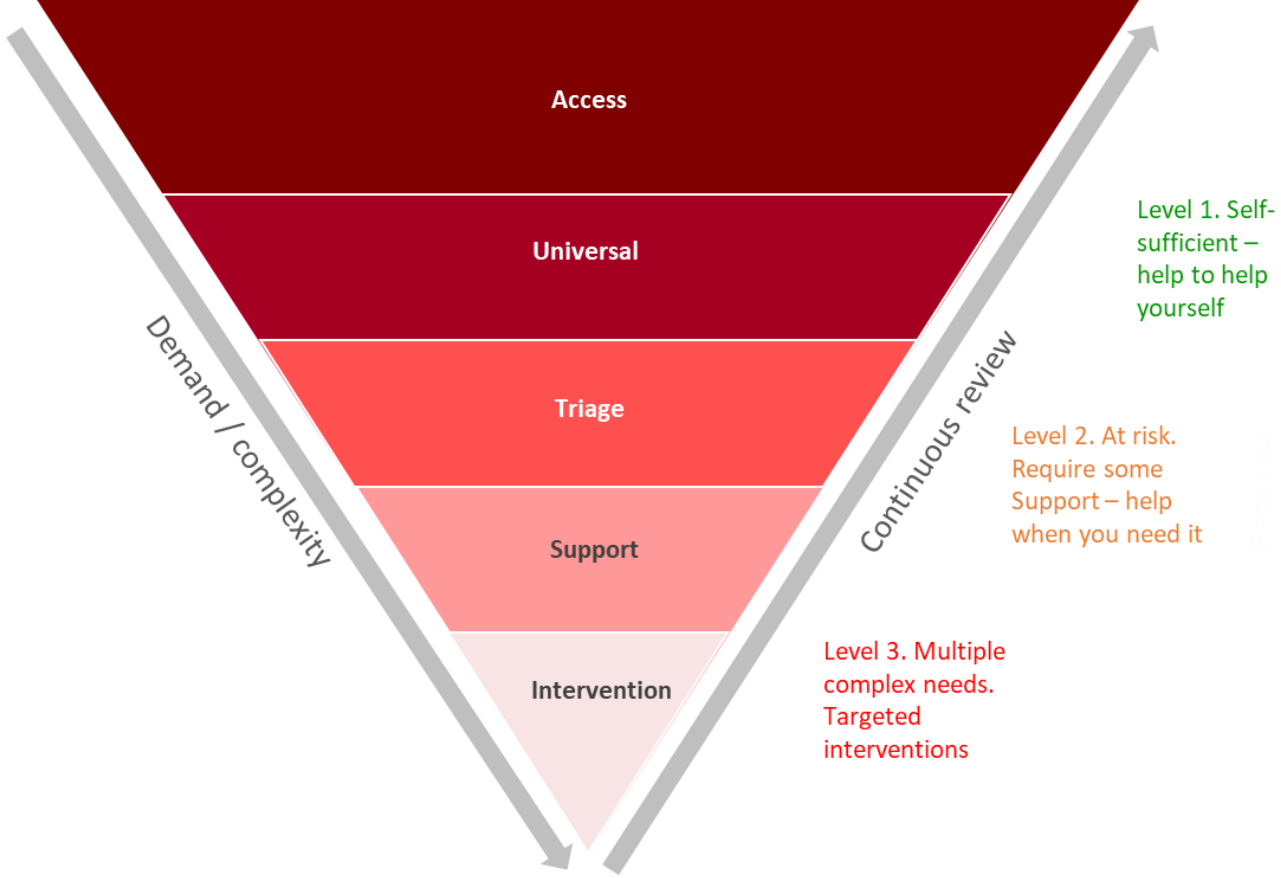 Access
Universal
Triage
Support
Intervention
Demand / complexity
Continuous review
Level 1. Self-
sufficient –
help to help
yourself
Level 2. At risk.
Require some
Support – help
when you need it
Level 3. Multiple
complex needs.
Targeted
interventions